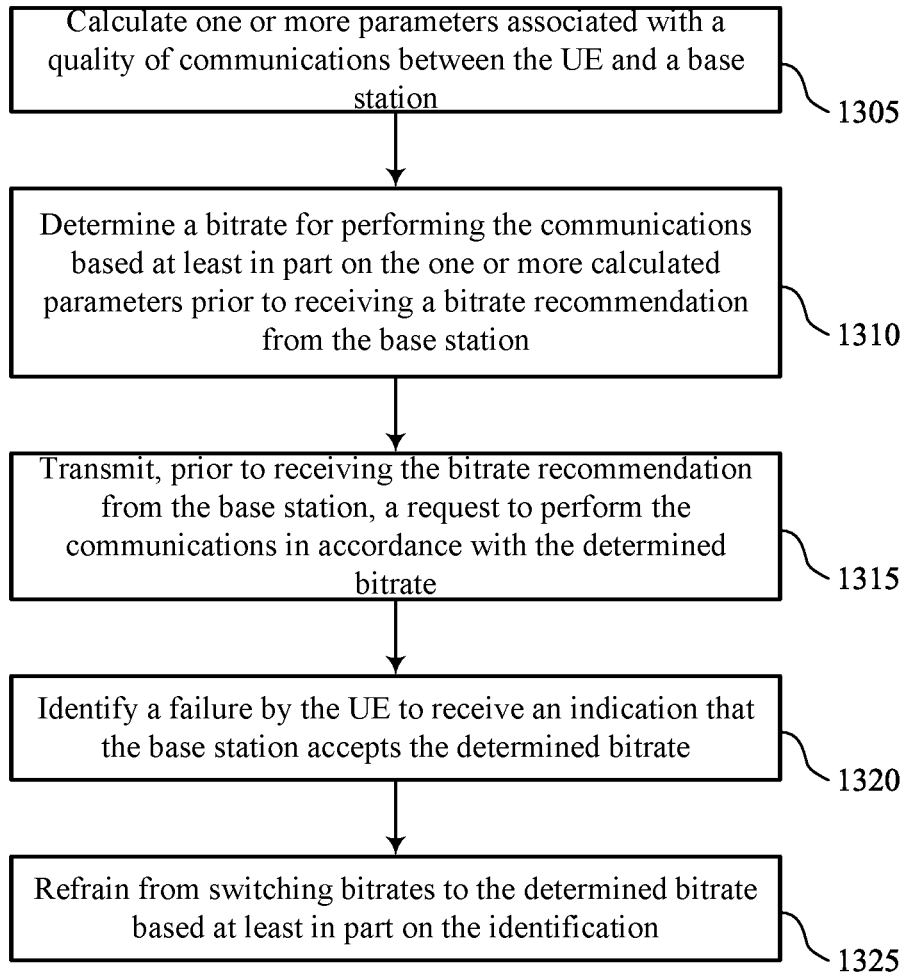 Calculate one or more parameters associated with a
quality of communications between the UE and a base
station
1305
Determine a bitrate for performing the communications
based at least in part on the one or more calculated
parameters prior to receiving a bitrate recommendation
from the base station
1310
Transmit, prior to receiving the bitrate recommendation
from the base station, a request to perform the
communications in accordance with the determined
bitrate
1315
Identify a failure by the UE to receive an indication that
the base station accepts the determined bitrate
1320
Refrain from switching bitrates to the determined bitrate
based at least in part on the identification
1325